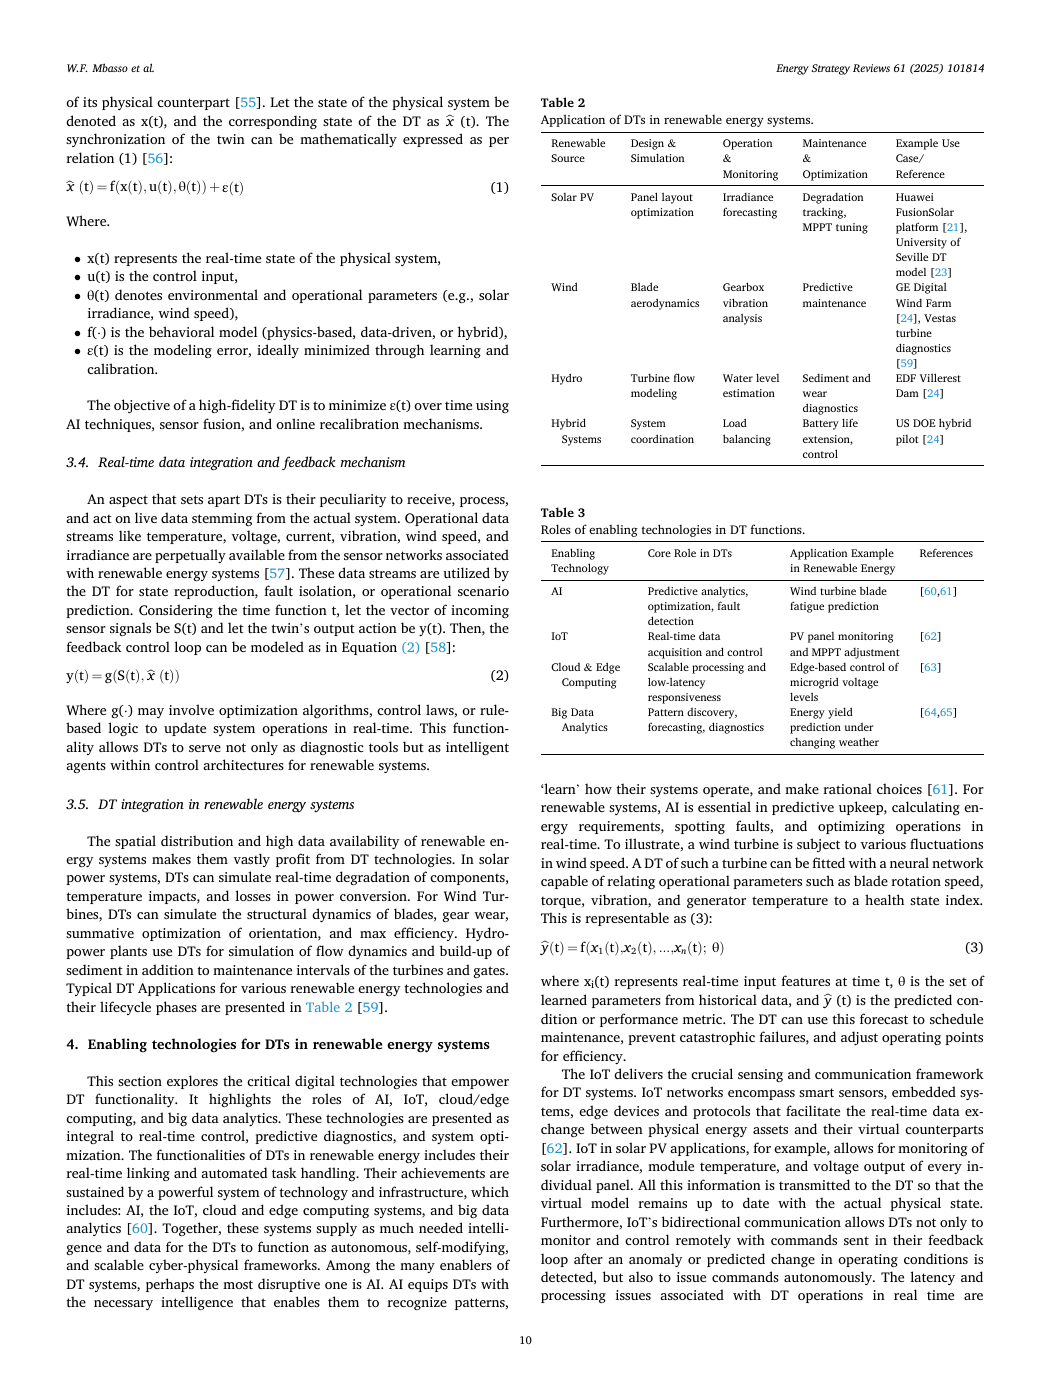 W.F. Mbasso et al.
Energy Strategy Reviews 61 (2025) 101814
of its physical counterpart [55]. Let the state of the physical system be
denoted as x(t), and the corresponding state of the DT as x̂ (t). The
synchronization of the twin can be mathematically expressed as per
relation (1) [56]:
x̂ (t) = f(x(t), u(t), θ(t)) + ε(t) (1)
Where.
• x(t) represents the real-time state of the physical system,
• u(t) is the control input,
• θ(t) denotes environmental and operational parameters (e.g., solar
irradiance, wind speed),
• f(·) is the behavioral model (physics-based, data-driven, or hybrid),
• ε(t) is the modeling error, ideally minimized through learning and
calibration.
The objective of a high-fidelity DT is to minimize ε(t) over time using
AI techniques, sensor fusion, and online recalibration mechanisms.
3.4. Real-time data integration and feedback mechanism
An aspect that sets apart DTs is their peculiarity to receive, process,
and act on live data stemming from the actual system. Operational data
streams like temperature, voltage, current, vibration, wind speed, and
irradiance are perpetually available from the sensor networks associated
with renewable energy systems [57]. These data streams are utilized by
the DT for state reproduction, fault isolation, or operational scenario
prediction. Considering the time function t, let the vector of incoming
sensor signals be S(t) and let the twin's output action be y(t). Then, the
feedback control loop can be modeled as in Equation (2) [58]:
y(t) = g(S(t), x̂ (t)) (2)
Where g(·) may involve optimization algorithms, control laws, or rule-
based logic to update system operations in real-time. This function-
ality allows DTs to serve not only as diagnostic tools but as intelligent
agents within control architectures for renewable systems.
3.5. DT integration in renewable energy systems
The spatial distribution and high data availability of renewable en-
ergy systems makes them vastly profit from DT technologies. In solar
power systems, DTs can simulate real-time degradation of components,
temperature impacts, and losses in power conversion. For Wind Tur-
bines, DTs can simulate the structural dynamics of blades, gear wear,
summative optimization of orientation, and max efficiency. Hydro-
power plants use DTs for simulation of flow dynamics and build-up of
sediment in addition to maintenance intervals of the turbines and gates.
Typical DT Applications for various renewable energy technologies and
their lifecycle phases are presented in Table 2 [59].
4. Enabling technologies for DTs in renewable energy systems
This section explores the critical digital technologies that empower
DT functionality. It highlights the roles of AI, IoT, cloud/edge
computing, and big data analytics. These technologies are presented as
integral to real-time control, predictive diagnostics, and system opti-
mization. The functionalities of DTs in renewable energy includes their
real-time linking and automated task handling. Their achievements are
sustained by a powerful system of technology and infrastructure, which
includes: AI, the IoT, cloud and edge computing systems, and big data
analytics [60]. Together, these systems supply as much needed intelli-
gence and data for the DTs to function as autonomous, self-modifying,
and scalable cyber-physical frameworks. Among the many enablers of
DT systems, perhaps the most disruptive one is AI. AI equips DTs with
the necessary intelligence that enables them to recognize patterns,
Table 2
Application of DTs in renewable energy systems.
Renewable Design & Operation Maintenance Example Use
Source Simulation & & Case/
Monitoring Optimization Reference
Solar PV Panel layout Irradiance Degradation Huawei
optimization forecasting tracking, FusionSolar
MPPT tuning platform [21],
University of
Seville DT
model [23]
Wind Blade Gearbox Predictive GE Digital
aerodynamics vibration maintenance Wind Farm
analysis [24], Vestas
turbine
diagnostics
[59]
Hydro Turbine flow Water level Sediment and EDF Villerest
modeling estimation wear Dam [24]
diagnostics
Hybrid System Load Battery life US DOE hybrid
Systems coordination balancing extension, pilot [24]
control
Table 3
Roles of enabling technologies in DT functions.
Enabling Core Role in DTs Application Example References
Technology in Renewable Energy
AI Predictive analytics, Wind turbine blade [60,61]
optimization, fault fatigue prediction
detection
IoT Real-time data PV panel monitoring [62]
acquisition and control and MPPT adjustment
Cloud & Edge Scalable processing and Edge-based control of [63]
Computing low-latency microgrid voltage
responsiveness levels
Big Data Pattern discovery, Energy yield [64,65]
Analytics forecasting, diagnostics prediction under
changing weather
'learn' how their systems operate, and make rational choices [61]. For
renewable systems, AI is essential in predictive upkeep, calculating en-
ergy requirements, spotting faults, and optimizing operations in
real-time. To illustrate, a wind turbine is subject to various fluctuations
in wind speed. A DT of such a turbine can be fitted with a neural network
capable of relating operational parameters such as blade rotation speed,
torque, vibration, and generator temperature to a health state index.
This is representable as (3):
ŷ(t) = f(x₁(t),x₂(t), ...,xₙ(t); θ) (3)
where xᵢ(t) represents real-time input features at time t, θ is the set of
learned parameters from historical data, and ŷ (t) is the predicted con-
dition or performance metric. The DT can use this forecast to schedule
maintenance, prevent catastrophic failures, and adjust operating points
for efficiency.
The IoT delivers the crucial sensing and communication framework
for DT systems. IoT networks encompass smart sensors, embedded sys-
tems, edge devices and protocols that facilitate the real-time data ex-
change between physical energy assets and their virtual counterparts
[62]. IoT in solar PV applications, for example, allows for monitoring of
solar irradiance, module temperature, and voltage output of every in-
dividual panel. All this information is transmitted to the DT so that the
virtual model remains up to date with the actual physical state.
Furthermore, IoT's bidirectional communication allows DTs not only to
monitor and control remotely with commands sent in their feedback
loop after an anomaly or predicted change in operating conditions is
detected, but also to issue commands autonomously. The latency and
processing issues associated with DT operations in real time are
10